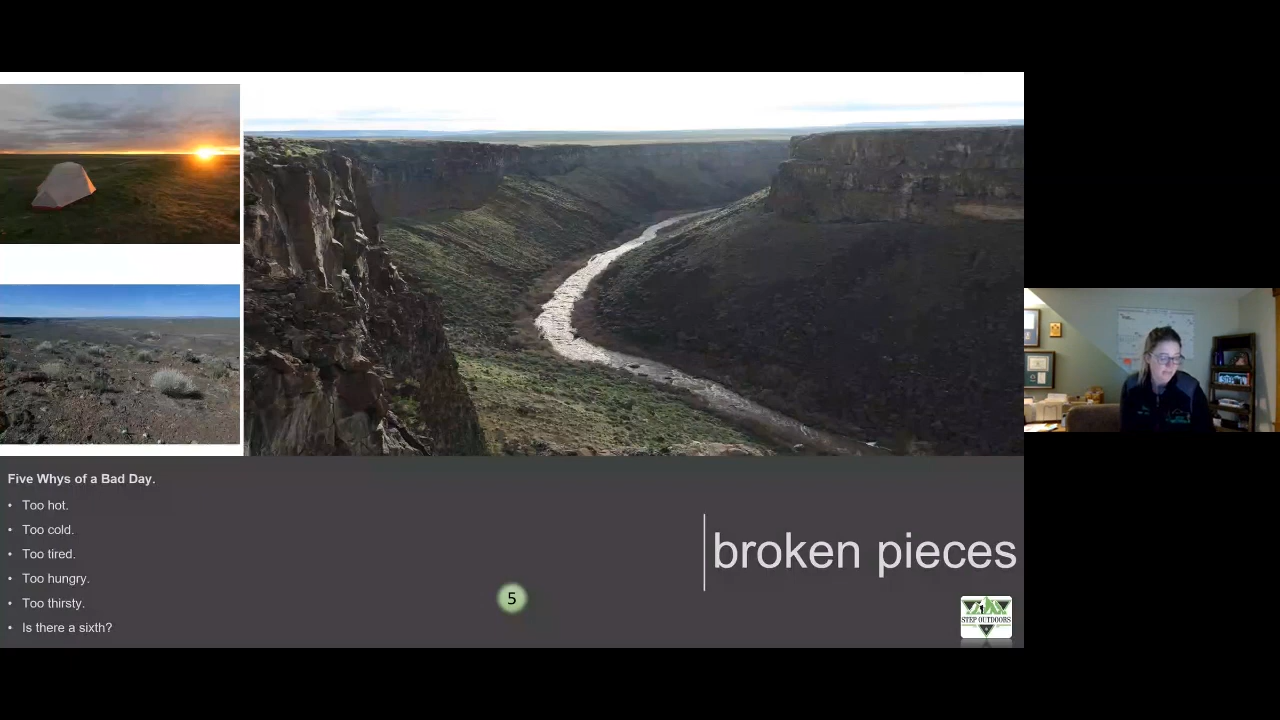 Five Whys of a Bad Day.
• Too hot.
• Too cold.
• Too tired.
• Too hungry.
• Too thirsty.
• Is there a sixth?
5
broken pieces
STEP OUTDOORS